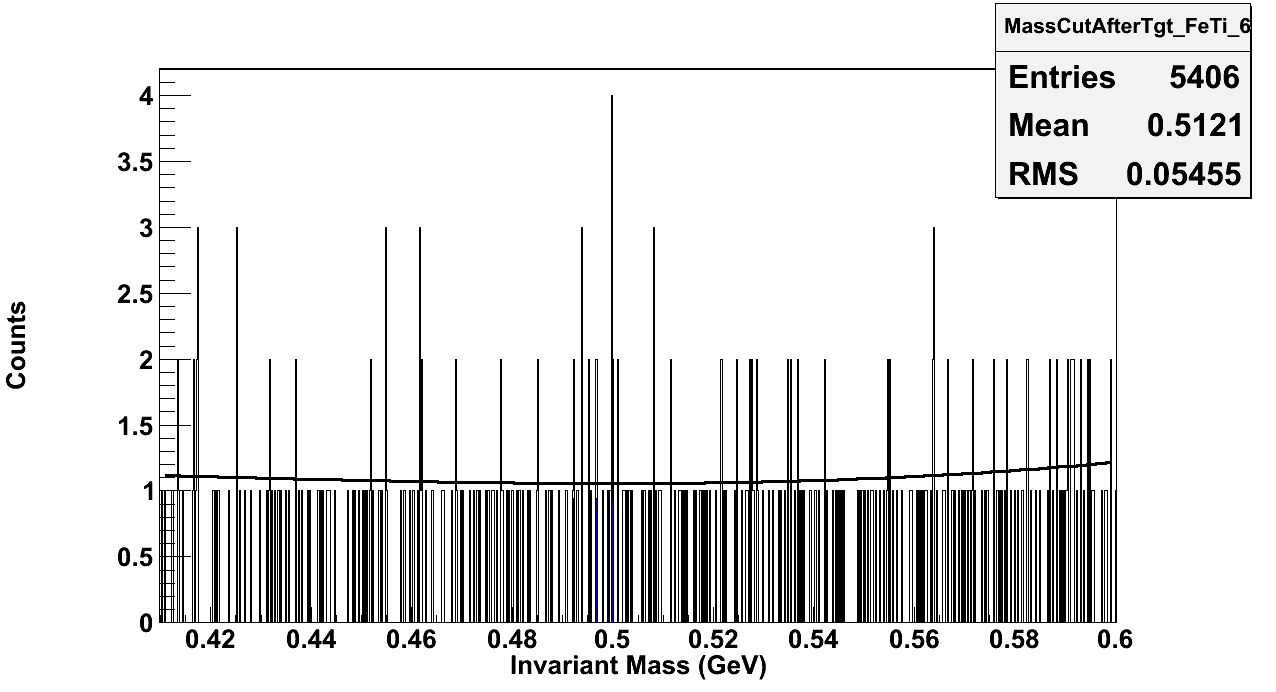 MassCutAfterTgt_FeTi_6
Entries 5406
Mean 0.5121
RMS 0.05455
4
3.5
3
2.5
2
1.5
1
0.5
0
Counts
0.42 0.44 0.46 0.48 0.5 0.52 0.54 0.56 0.58 0.6
Invariant Mass (GeV)